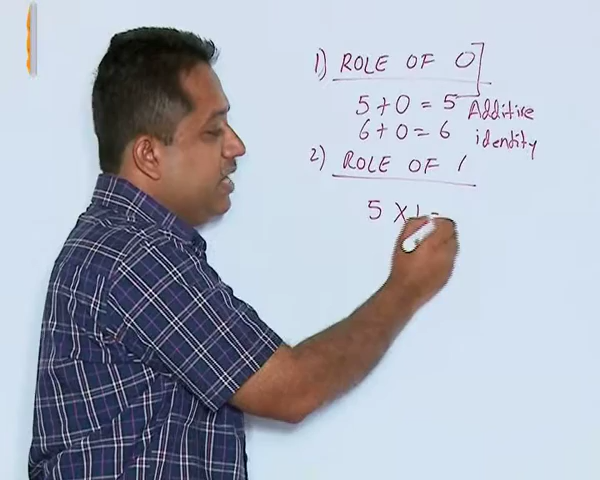 1) ROLE OF 0
5 + 0 = 5 Additive
6 + 0 = 6 identity
2) ROLE OF 1
5 × 1 =